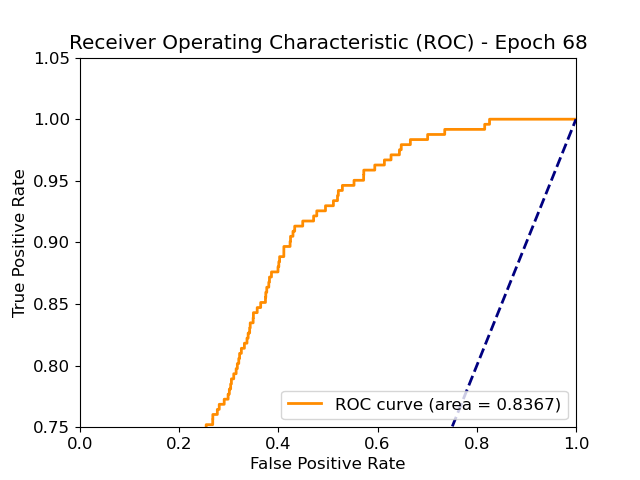 Receiver Operating Characteristic (ROC) - Epoch 68
1.05
1.00
0.95
0.90
0.85
0.80
0.75
True Positive Rate
ROC curve (area = 0.8367)
0.0 0.2 0.4 0.6 0.8 1.0
False Positive Rate